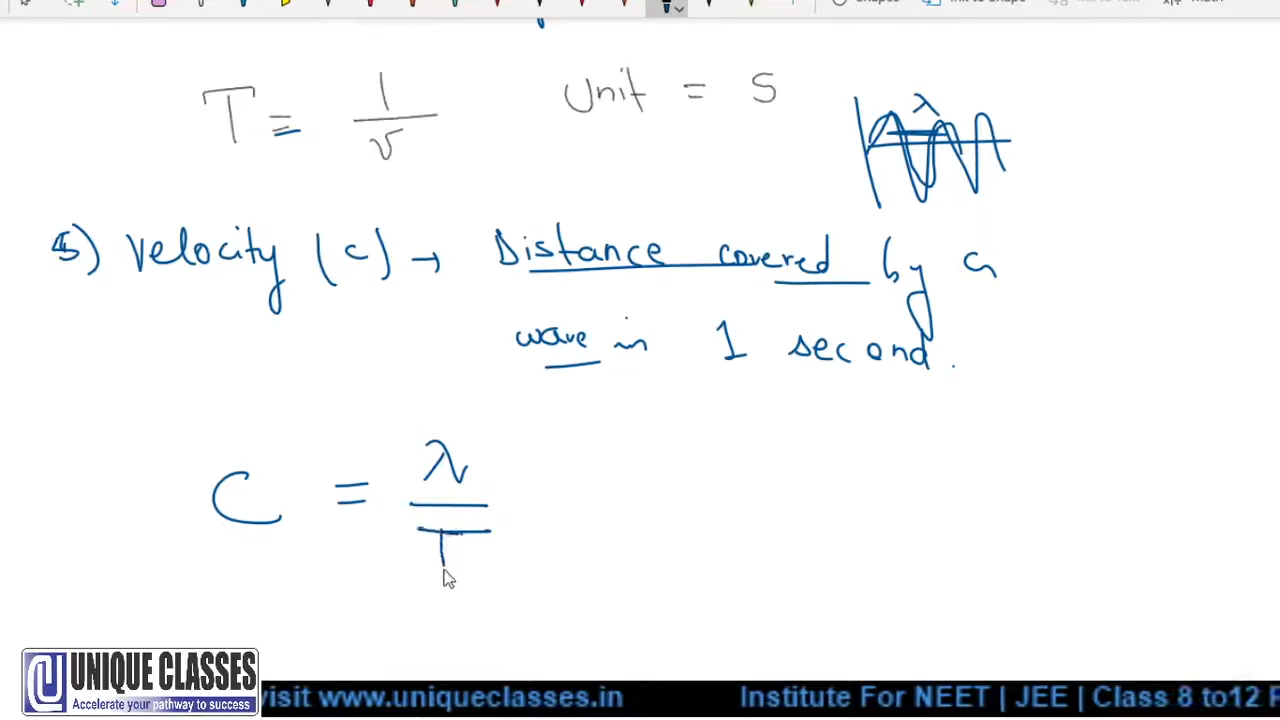 T = 1/ν Unit = S
λ
5) Velocity (c) → Distance covered by a
wave in 1 second.
C = λ/T
UNIQUE CLASSES
Accelerate your pathway to success
visit www.uniqueclasses.in Institute For NEET | JEE | Class 8 to12